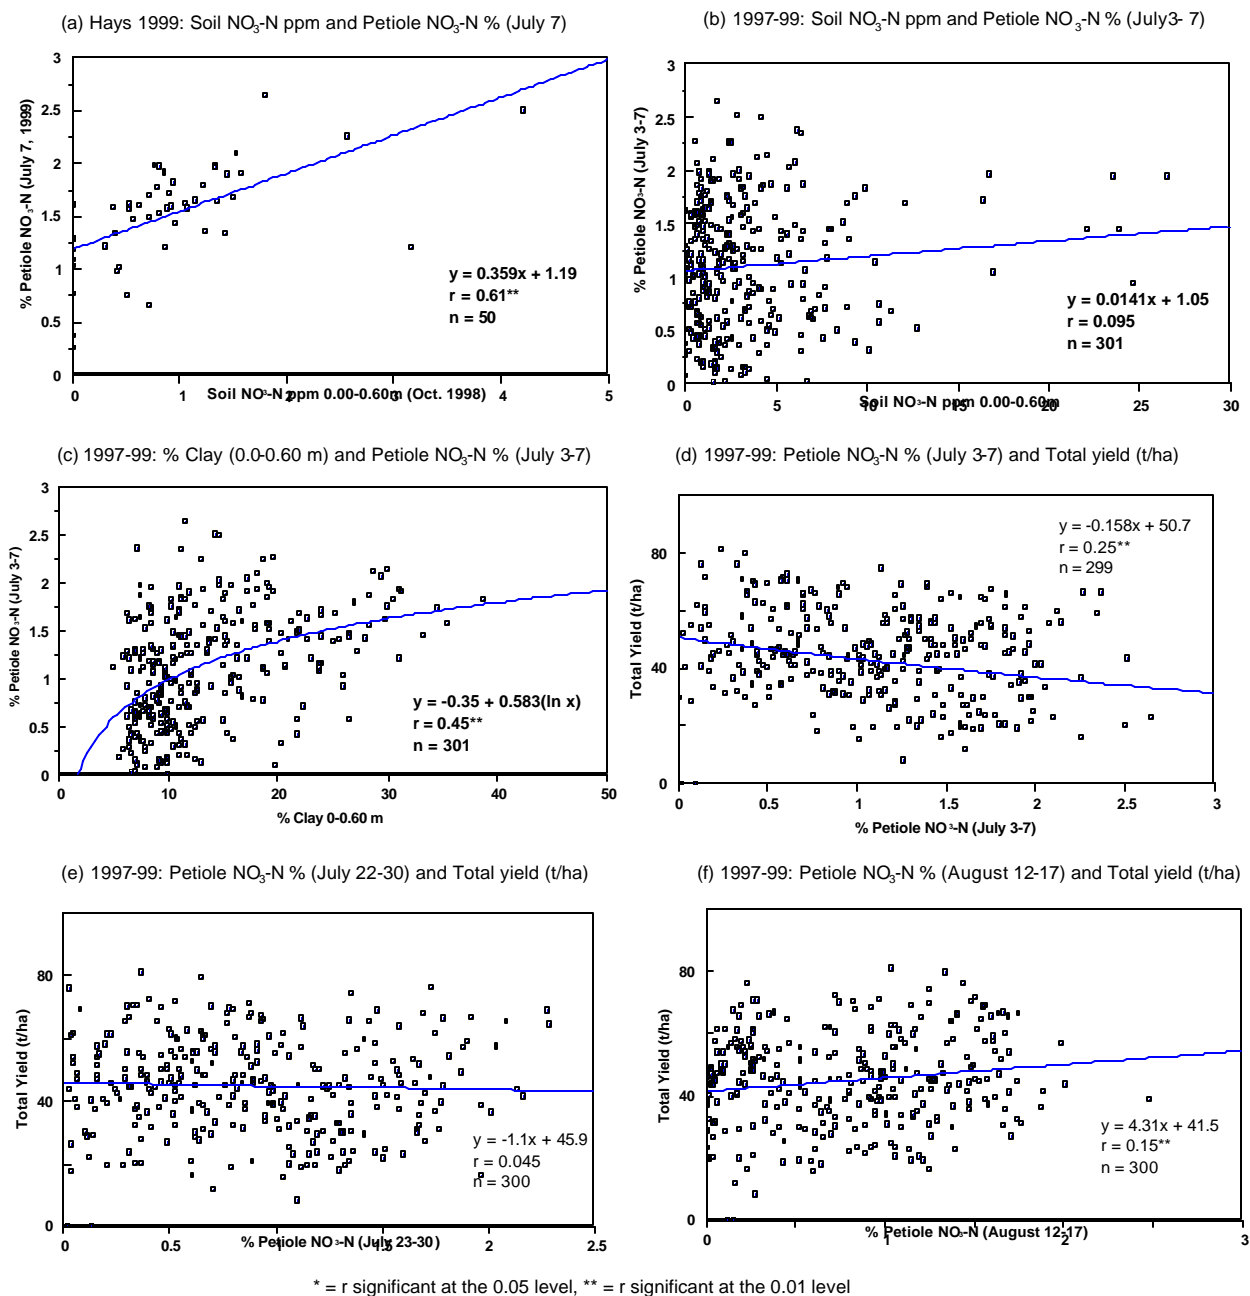 (a) Hays 1999: Soil NO3-N ppm and Petiole NO3-N % (July 7)
3
2.5
2
1.5
1
0.5
0
% Petiole NO3-N (July 7, 1999)
y = 0.359x + 1.19
r = 0.61**
n = 50
0 1 2 3 4 5
Soil NO3-N ppm 0.00-0.60m (Oct. 1998)
(b) 1997-99: Soil NO3-N ppm and Petiole NO3-N % (July3- 7)
3
2.5
2
1.5
1
0.5
0
% Petiole NO3-N (July 3-7)
y = 0.0141x + 1.05
r = 0.095
n = 301
0 5 10 15 20 25 30
Soil NO3-N ppm 0.00-0.60m
(c) 1997-99: % Clay (0.0-0.60 m) and Petiole NO3-N % (July 3-7)
3
2.5
2
1.5
1
0.5
0
% Petiole NO3-N (July 3-7)
y = -0.35 + 0.583(ln x)
r = 0.45**
n = 301
0 10 20 30 40 50
% Clay 0-0.60 m
(d) 1997-99: Petiole NO3-N % (July 3-7) and Total yield (t/ha)
80
40
0
Total Yield (t/ha)
y = -0.158x + 50.7
r = 0.25**
n = 299
0 0.5 1 1.5 2 2.5 3
% Petiole NO3-N (July 3-7)
(e) 1997-99: Petiole NO3-N % (July 22-30) and Total yield (t/ha)
80
40
0
Total Yield (t/ha)
y = -1.1x + 45.9
r = 0.045
n = 300
0 0.5 1 1.5 2 2.5
% Petiole NO3-N (July 23-30)
(f) 1997-99: Petiole NO3-N % (August 12-17) and Total yield (t/ha)
80
40
0
Total Yield (t/ha)
y = 4.31x + 41.5
r = 0.15**
n = 300
0 1 2 3
% Petiole NO3-N (August 12-17)
* = r significant at the 0.05 level, ** = r significant at the 0.01 level